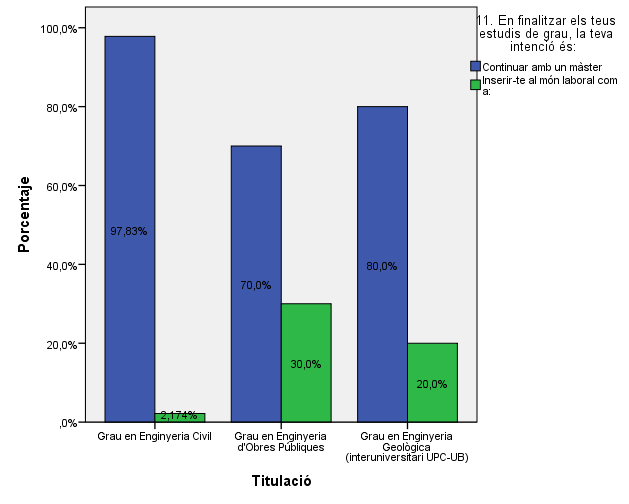 11. En finalitzar els teus
estudis de grau, la teva
intenció és:
Continuar amb un màster
Inserir-te al món laboral com
a:
Porcentaje
100,0%
80,0%
60,0%
40,0%
20,0%
,0%
97,83%
2,174%
70,0%
30,0%
80,0%
20,0%
Grau en Enginyeria Civil
Grau en Enginyeria
d'Obres Públiques
Grau en Enginyeria
Geològica
(interuniversitari UPC-UB)
Titulació